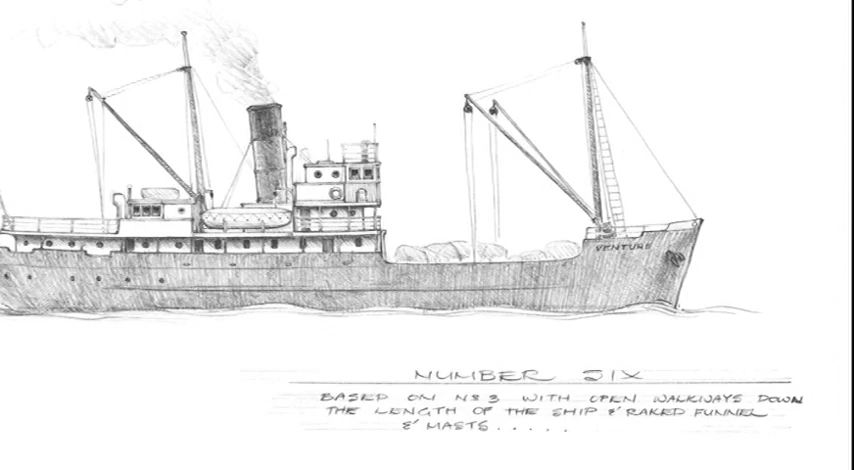 VENTURE
NUMBER SIX
BASED ON No 3 WITH OPEN WALKWAYS DOWN
THE LENGTH OF THE SHIP & RAKED FUNNEL
& MASTS.....